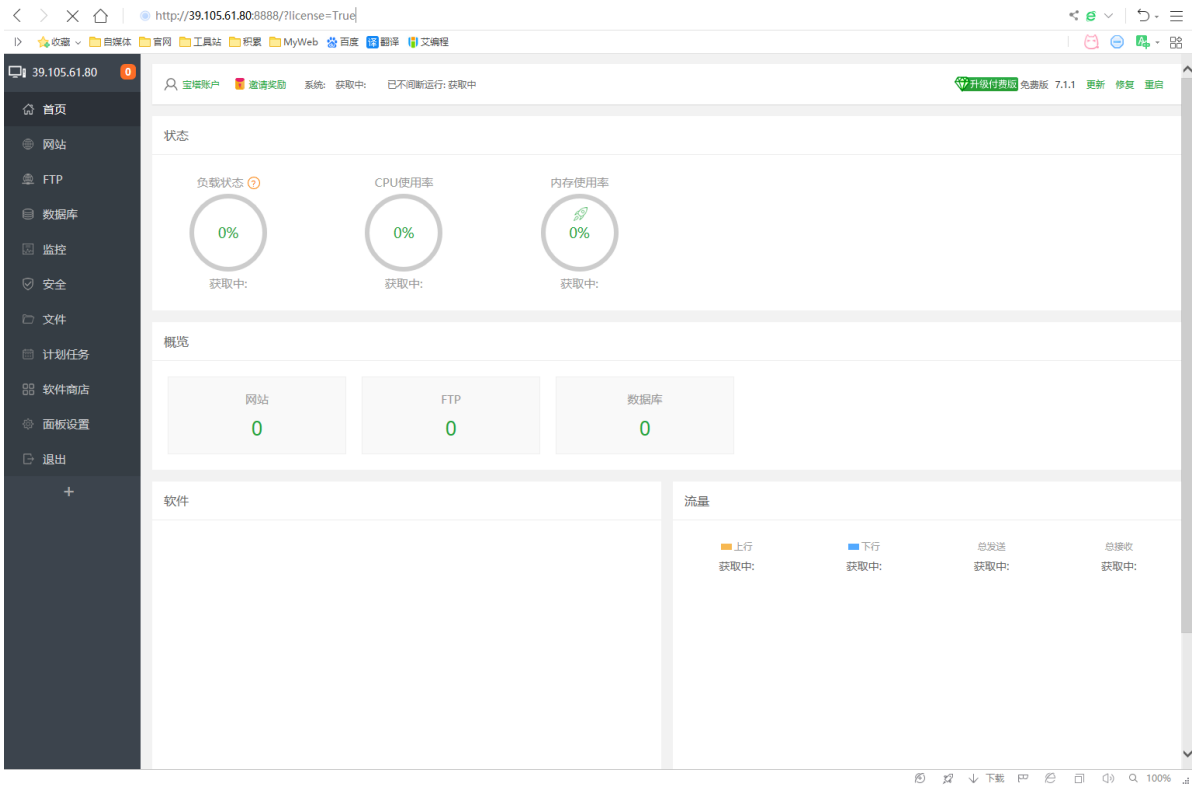 http://39.105.61.80:8888/?license=True
收藏 自媒体 官网 工具站 积累 MyWeb 百度 译 翻译 艾编程
39.105.61.80 0
首页
网站
FTP
数据库
监控
安全
文件
计划任务
软件商店
面板设置
退出
+
宝塔账户 邀请奖励 系统: 获取中: 已不间断运行: 获取中 升级付费版 免费版 7.1.1 更新 修复 重启
状态
负载状态 ? CPU使用率 内存使用率
0% 0% 0%
获取中: 获取中: 获取中:
概览
网站 FTP 数据库
0 0 0
软件 流量
上行 下行 总发送 总接收
获取中: 获取中: 获取中: 获取中:
下载 100%